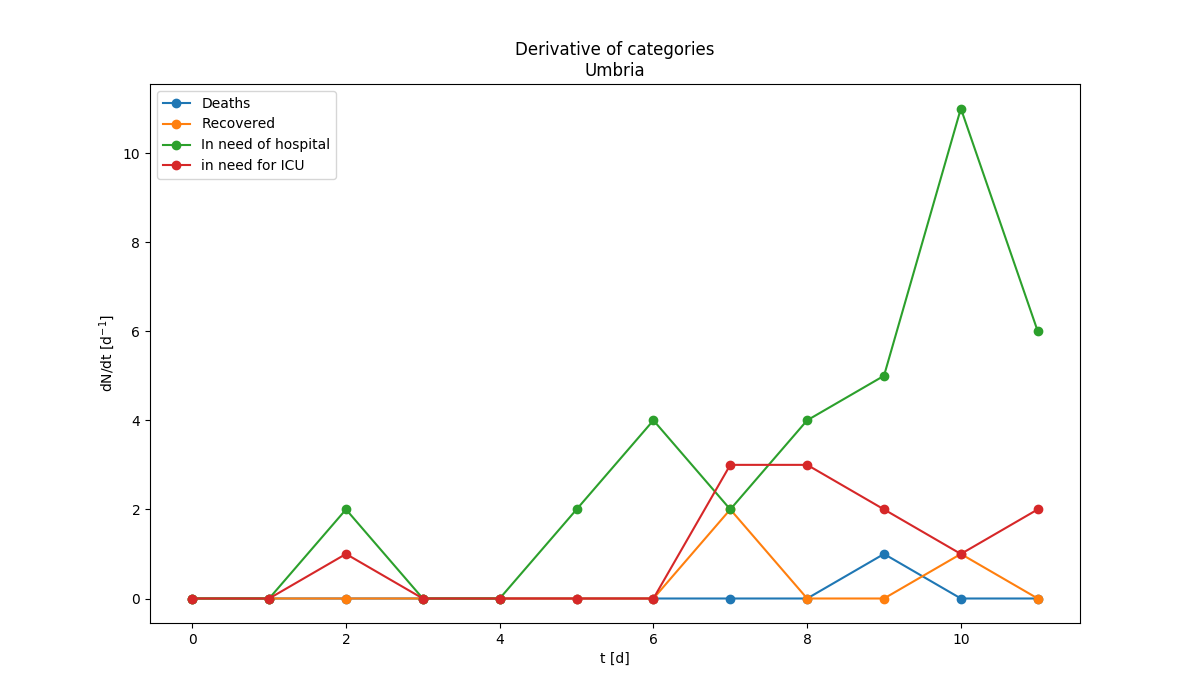 Derivative of categories
Umbria
Deaths
Recovered
In need of hospital
in need for ICU
10
8
6
4
2
0
dN/dt [d⁻¹]
0 2 4 6 8 10
t [d]